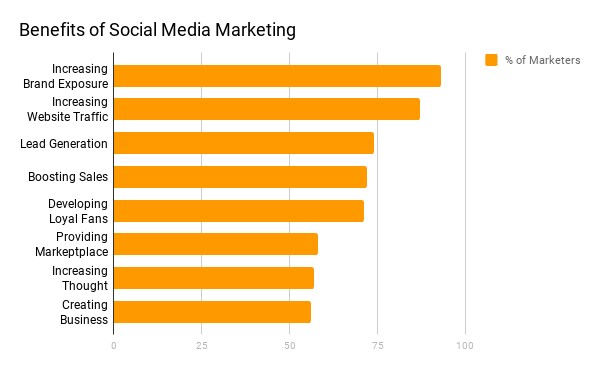 Benefits of Social Media Marketing
% of Marketers
Increasing
Brand Exposure
Increasing
Website Traffic
Lead Generation
Boosting Sales
Developing
Loyal Fans
Providing
Markeptplace
Increasing
Thought
Creating
Business
0 25 50 75 100